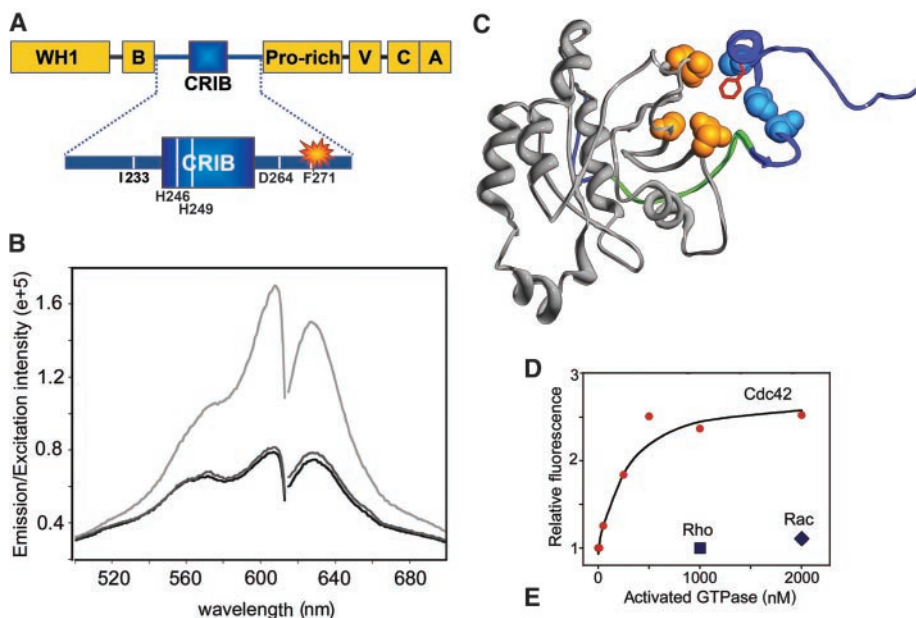 A
WH1 B Pro-rich V C A
CRIB
CRIB
I233 D264 F271
H246
H249
B
Emission/Excitation intensity (e+5)
1.6
1.2
0.8
0.4
520 560 600 640 680
wavelength (nm)
C
D
Relative fluorescence
3
2
1
Cdc42
Rho Rac
0 1000 2000
Activated GTPase (nM)
E